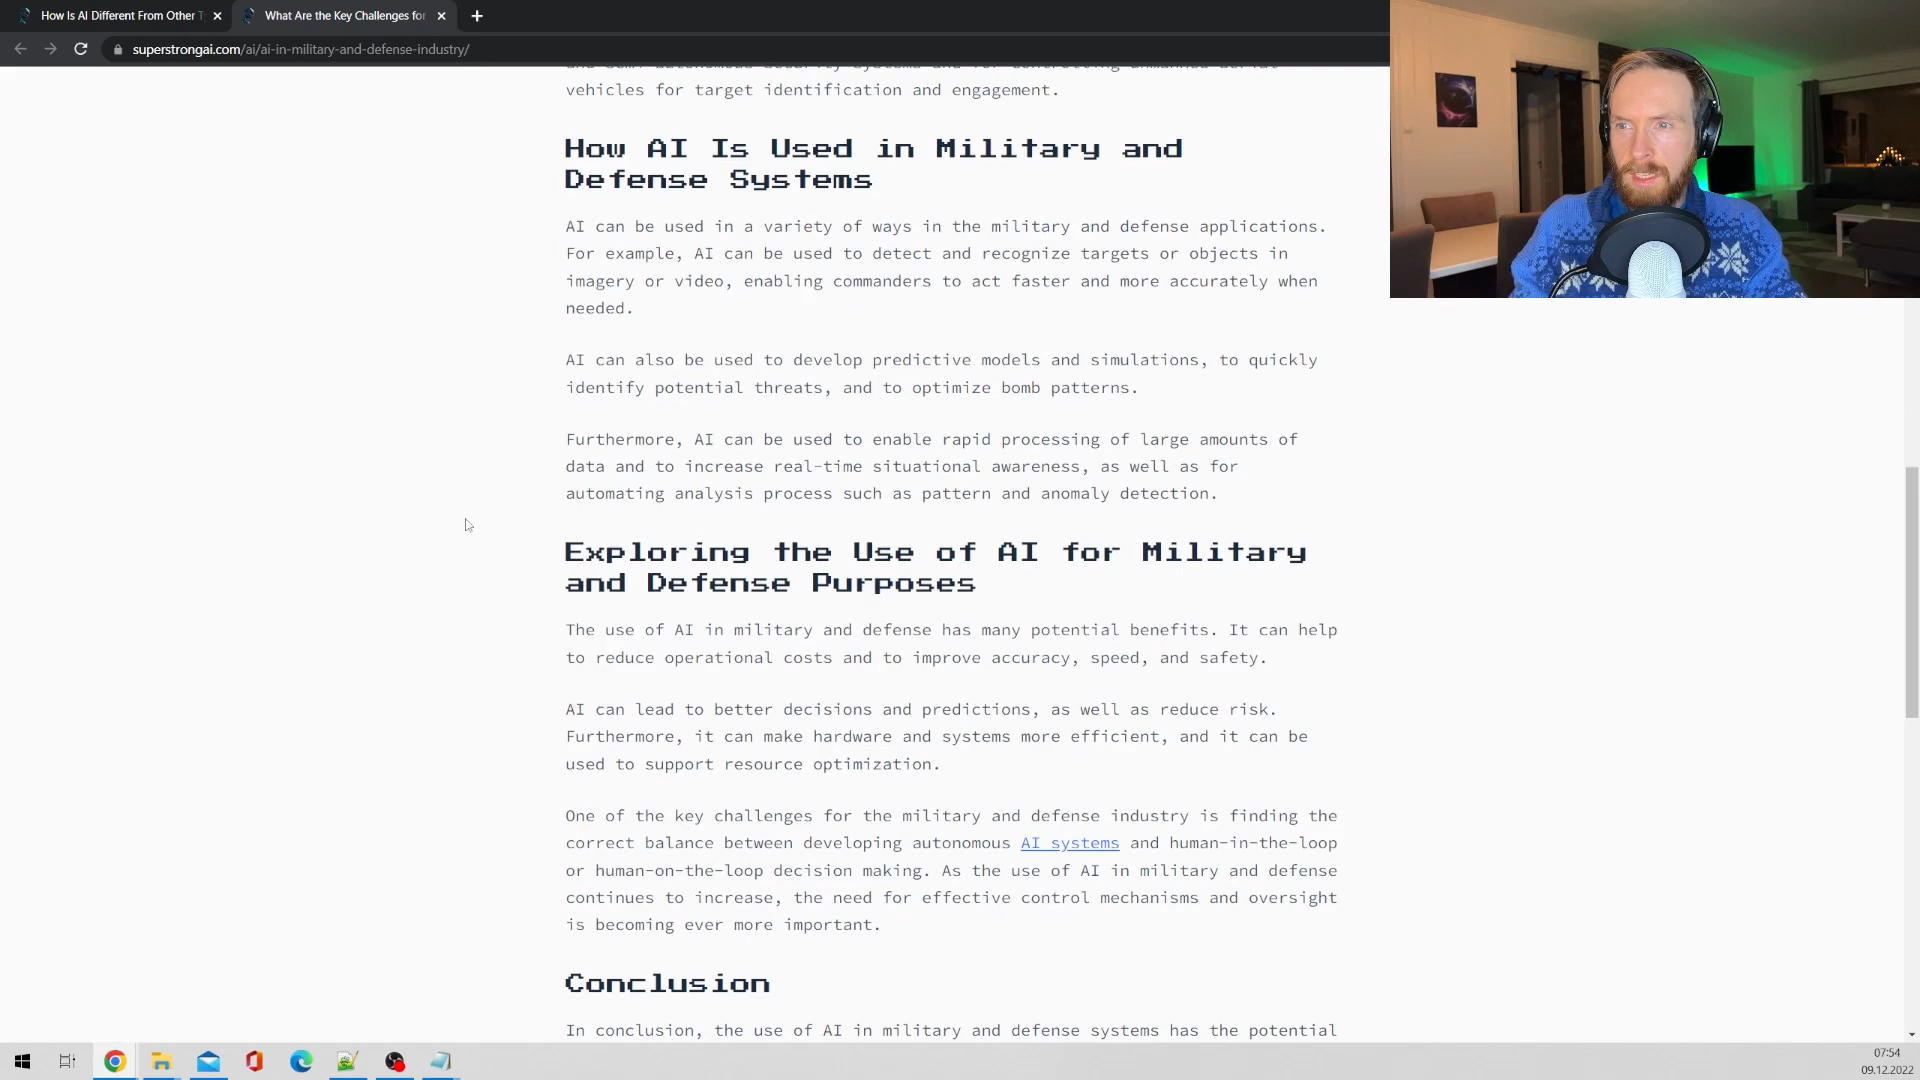 How Is AI Different From Other T
What Are the Key Challenges for
superstrongai.com/ai/ai-in-military-and-defense-industry/
vehicles for target identification and engagement.
How AI Is Used in Military and
Defense Systems
AI can be used in a variety of ways in the military and defense applications.
For example, AI can be used to detect and recognize targets or objects in
imagery or video, enabling commanders to act faster and more accurately when
needed.
AI can also be used to develop predictive models and simulations, to quickly
identify potential threats, and to optimize bomb patterns.
Furthermore, AI can be used to enable rapid processing of large amounts of
data and to increase real-time situational awareness, as well as for
automating analysis process such as pattern and anomaly detection.
Exploring the Use of AI for Military
and Defense Purposes
The use of AI in military and defense has many potential benefits. It can help
to reduce operational costs and to improve accuracy, speed, and safety.
AI can lead to better decisions and predictions, as well as reduce risk.
Furthermore, it can make hardware and systems more efficient, and it can be
used to support resource optimization.
One of the key challenges for the military and defense industry is finding the
correct balance between developing autonomous AI systems and human-in-the-loop
or human-on-the-loop decision making. As the use of AI in military and defense
continues to increase, the need for effective control mechanisms and oversight
is becoming ever more important.
Conclusion
In conclusion, the use of AI in military and defense systems has the potential
07:54
09.12.2022